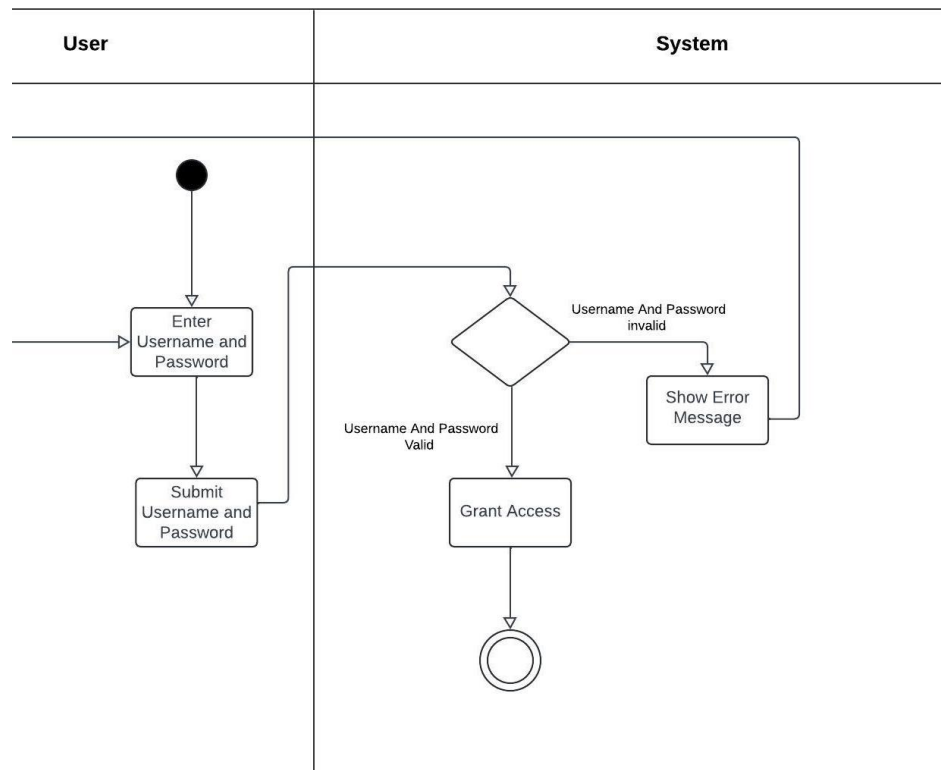 User
System
Enter
Username and
Password
Submit
Username and
Password
Username And Password
invalid
Show Error
Message
Username And Password
Valid
Grant Access